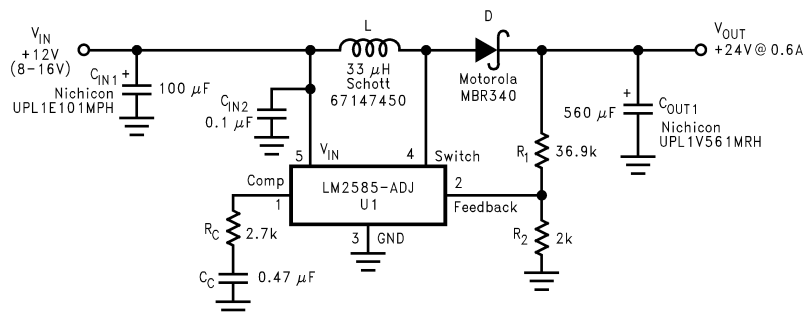 V_IN
+12V
(8-16V)
C_IN1 +
100 μF
Nichicon
UPL1E101MPH
C_IN2
0.1 μF
L
33 μH
Schott
67147450
D
Motorola
MBR340
V_OUT
+24V@0.6A
+
560 μF
C_OUT1
Nichicon
UPL1V561MRH
R_1
36.9k
R_2
2k
5
V_IN
4
Switch
Comp
1
LM2585-ADJ
U1
2
Feedback
3
GND
R_C
2.7k
C_C
0.47 μF